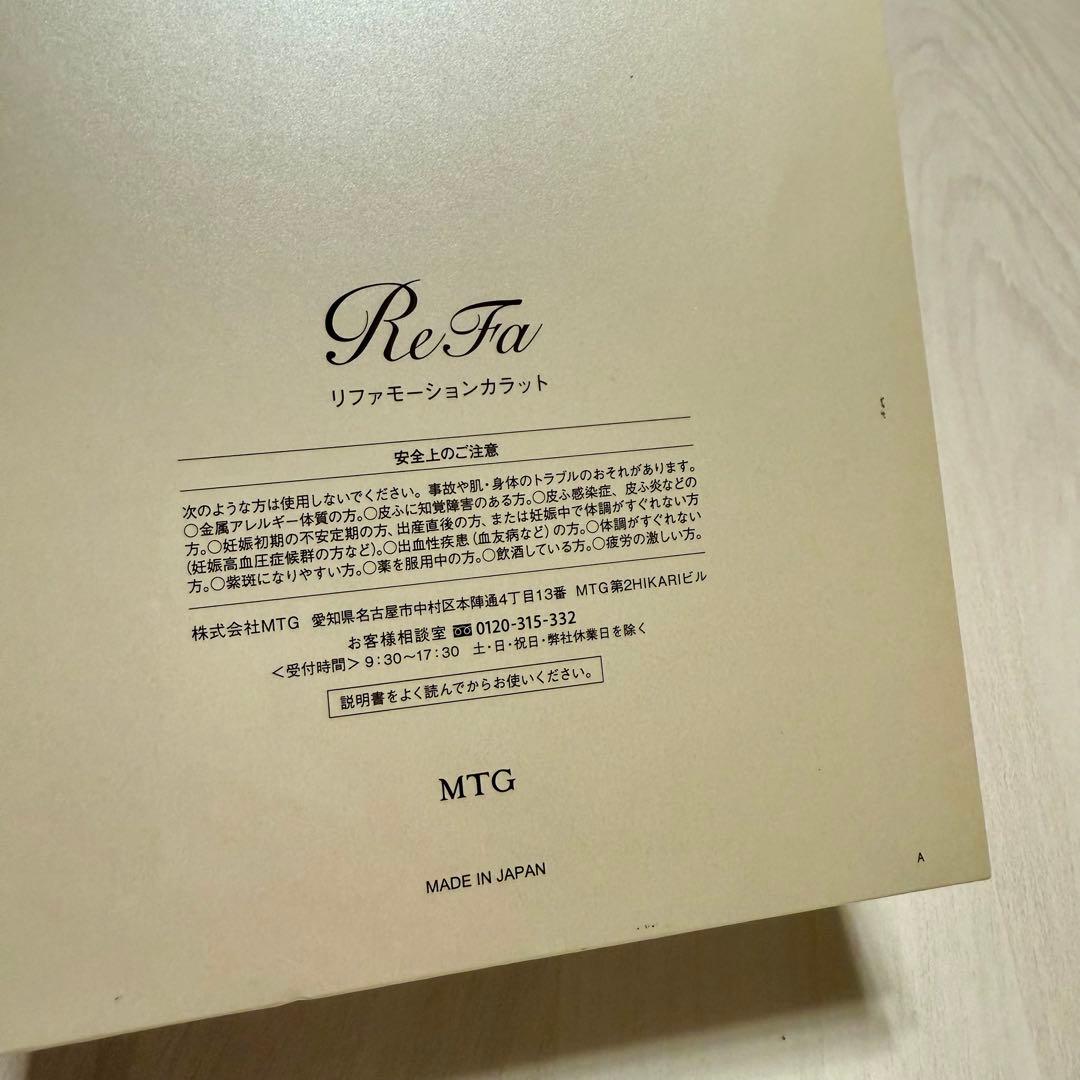 ReFa
リファモーションカラット
安全上のご注意
次のような方は使用しないでください。事故や肌・身体のトラブルのおそれがあります。
○金属アレルギー体質の方。○皮ふに知覚障害のある方。○皮ふ感染症、皮ふ炎などの
方。○妊娠初期の不安定期の方、出産直後の方、または妊娠中で体調がすぐれない方
(妊娠高血圧症候群の方など)。○出血性疾患(血友病など)の方。○体調がすぐれない
方。○紫斑になりやすい方。○薬を服用中の方。○飲酒している方。○疲労の激しい方。
株式会社MTG 愛知県名古屋市中村区本陣通4丁目13番 MTG第2HIKARIビル
お客様相談室 0120-315-332
<受付時間>9:30〜17:30 土・日・祝日・弊社休業日を除く
説明書をよく読んでからお使いください。
MTG
MADE IN JAPAN
A